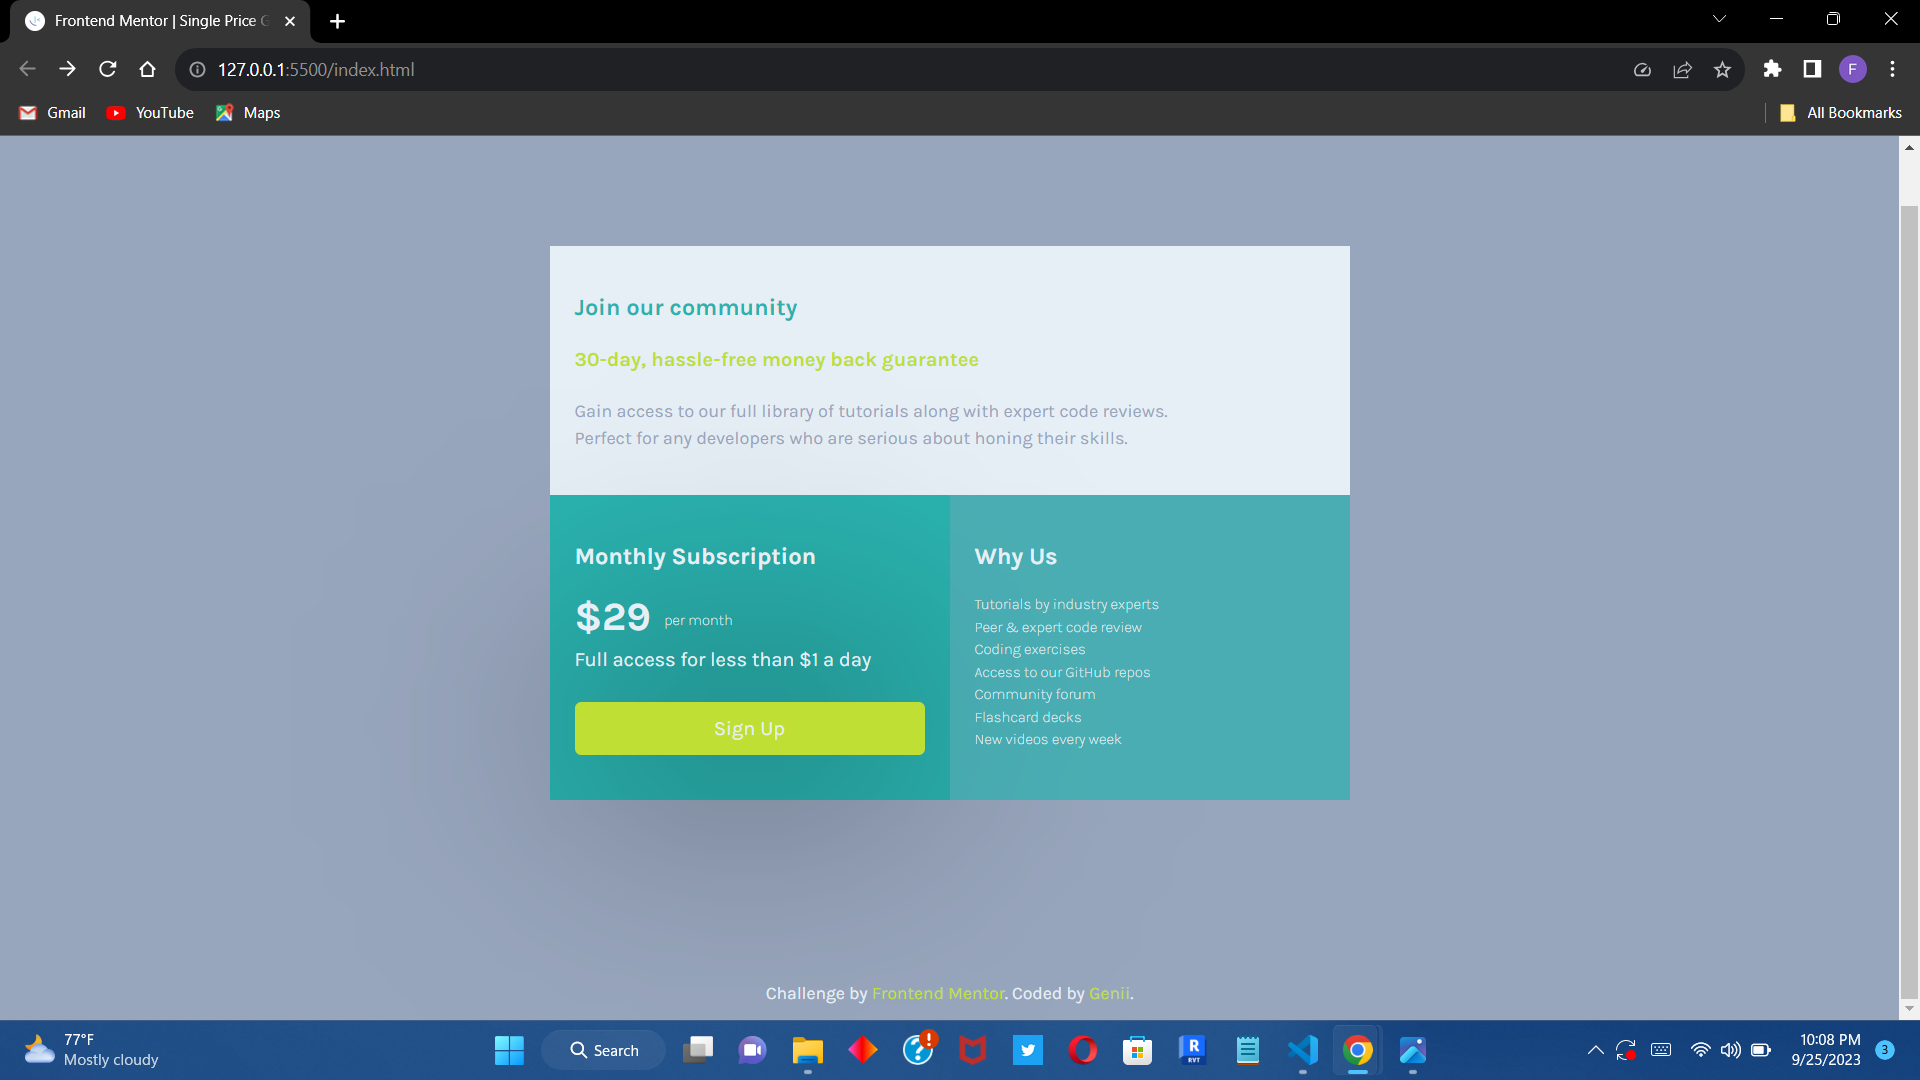 Frontend Mentor | Single Price G
127.0.0.1:5500/index.html
F
Gmail
YouTube
Maps
All Bookmarks
Join our community
30-day, hassle-free money back guarantee
Gain access to our full library of tutorials along with expert code reviews.
Perfect for any developers who are serious about honing their skills.
Monthly Subscription
$29 per month
Full access for less than $1 a day
Sign Up
Why Us
Tutorials by industry experts
Peer & expert code review
Coding exercises
Access to our GitHub repos
Community forum
Flashcard decks
New videos every week
Challenge by Frontend Mentor. Coded by Genii.
77°F
Mostly cloudy
Search
R
RVT
10:08 PM
9/25/2023
3